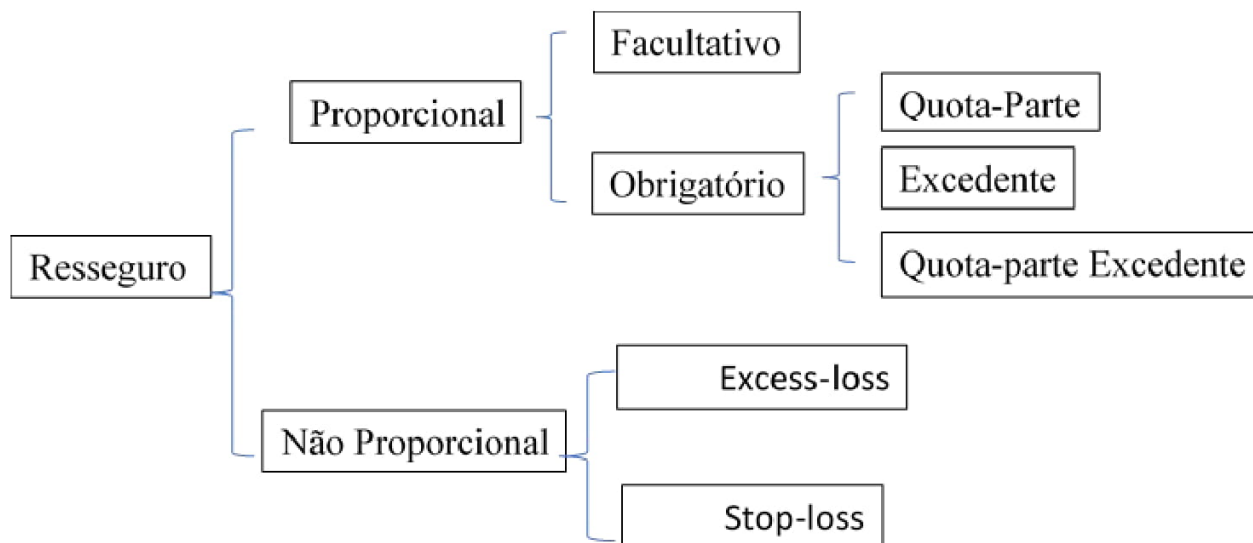 Facultativo
Proporcional
Quota-Parte
Obrigatório
Excedente
Resseguro
Quota-parte Excedente
Excess-loss
Não Proporcional
Stop-loss